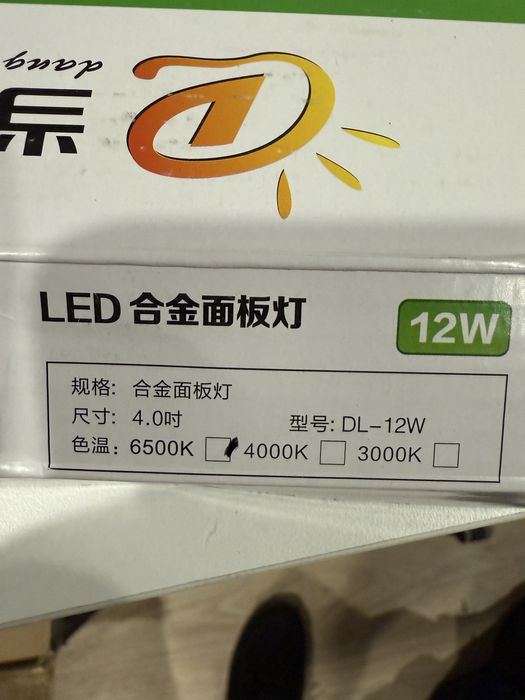 dang
LED 合金面板灯
12W
规格: 合金面板灯
尺寸: 4.0吋
型号: DL-12W
色温: 6500K 4000K 3000K